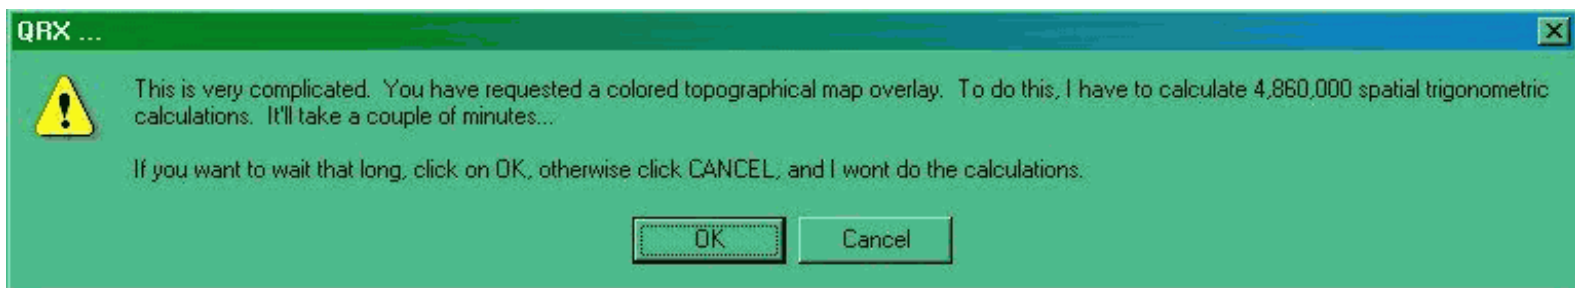 QRX ...
This is very complicated. You have requested a colored topographical map overlay. To do this, I have to calculate 4,860,000 spatial trigonometric
calculations. It'll take a couple of minutes...
If you want to wait that long, click on OK, otherwise click CANCEL, and I wont do the calculations.
OK
Cancel